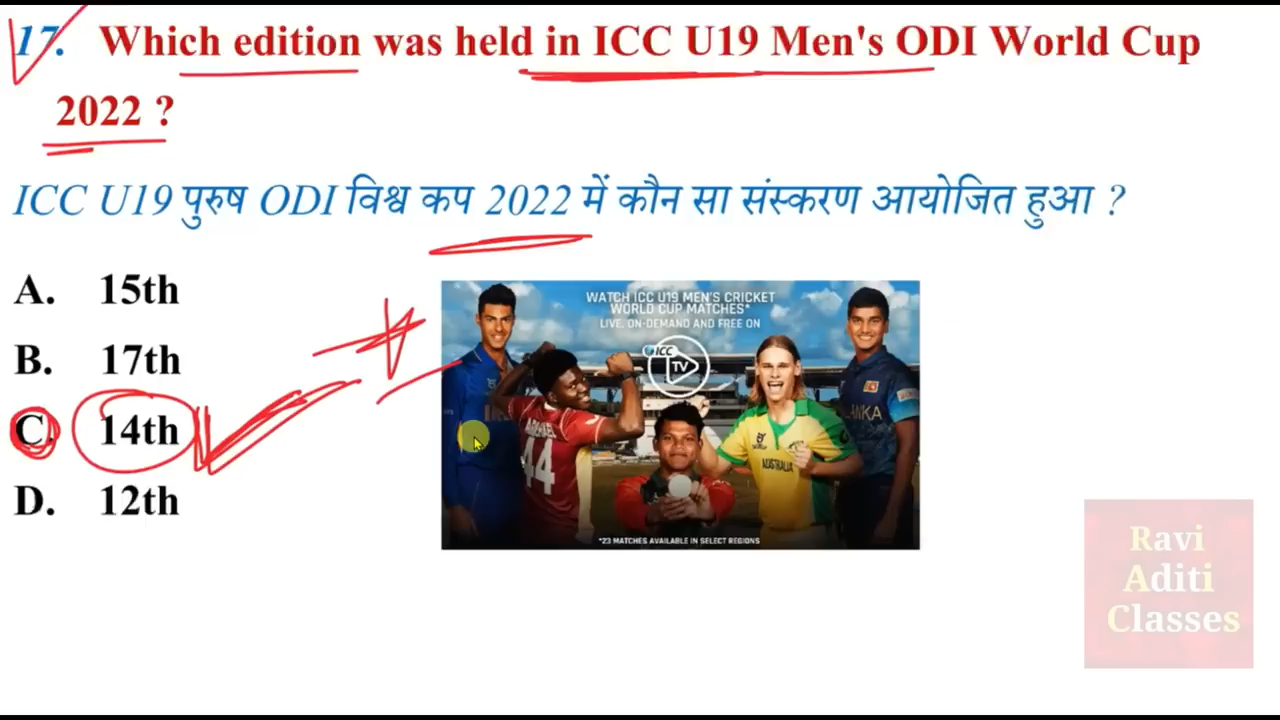 17. Which edition was held in ICC U19 Men's ODI World Cup
2022 ?
ICC U19 पुरुष ODI विश्व कप 2022 में कौन सा संस्करण आयोजित हुआ ?
A. 15th
B. 17th
C. 14th
D. 12th
WATCH ICC U19 MEN'S CRICKET
WORLD CUP MATCHES*
LIVE, ON-DEMAND AND FREE ON
ICC
TV
44
AUSTRALIA
ANKA
*23 MATCHES AVAILABLE IN SELECT REGIONS
Ravi
Aditi
Classes